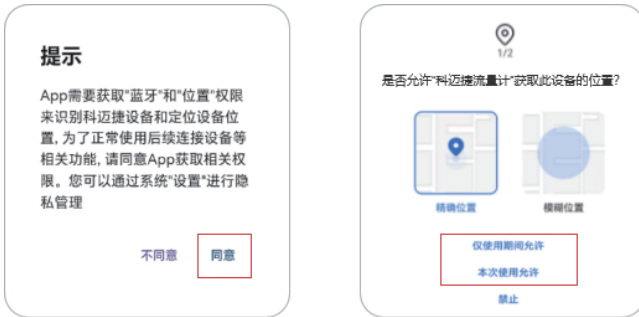 提示
App需要获取"蓝牙"和"位置"权限
来识别科迈捷设备和定位设备位
置, 为了正常使用后续连接设备等
相关功能, 请同意App获取相关权
限。您可以通过系统"设置"进行隐
私管理
不同意 同意
1/2
是否允许"科迈捷流量计"获取此设备的位置?
精确位置 模糊位置
仅使用期间允许
本次使用允许
禁止